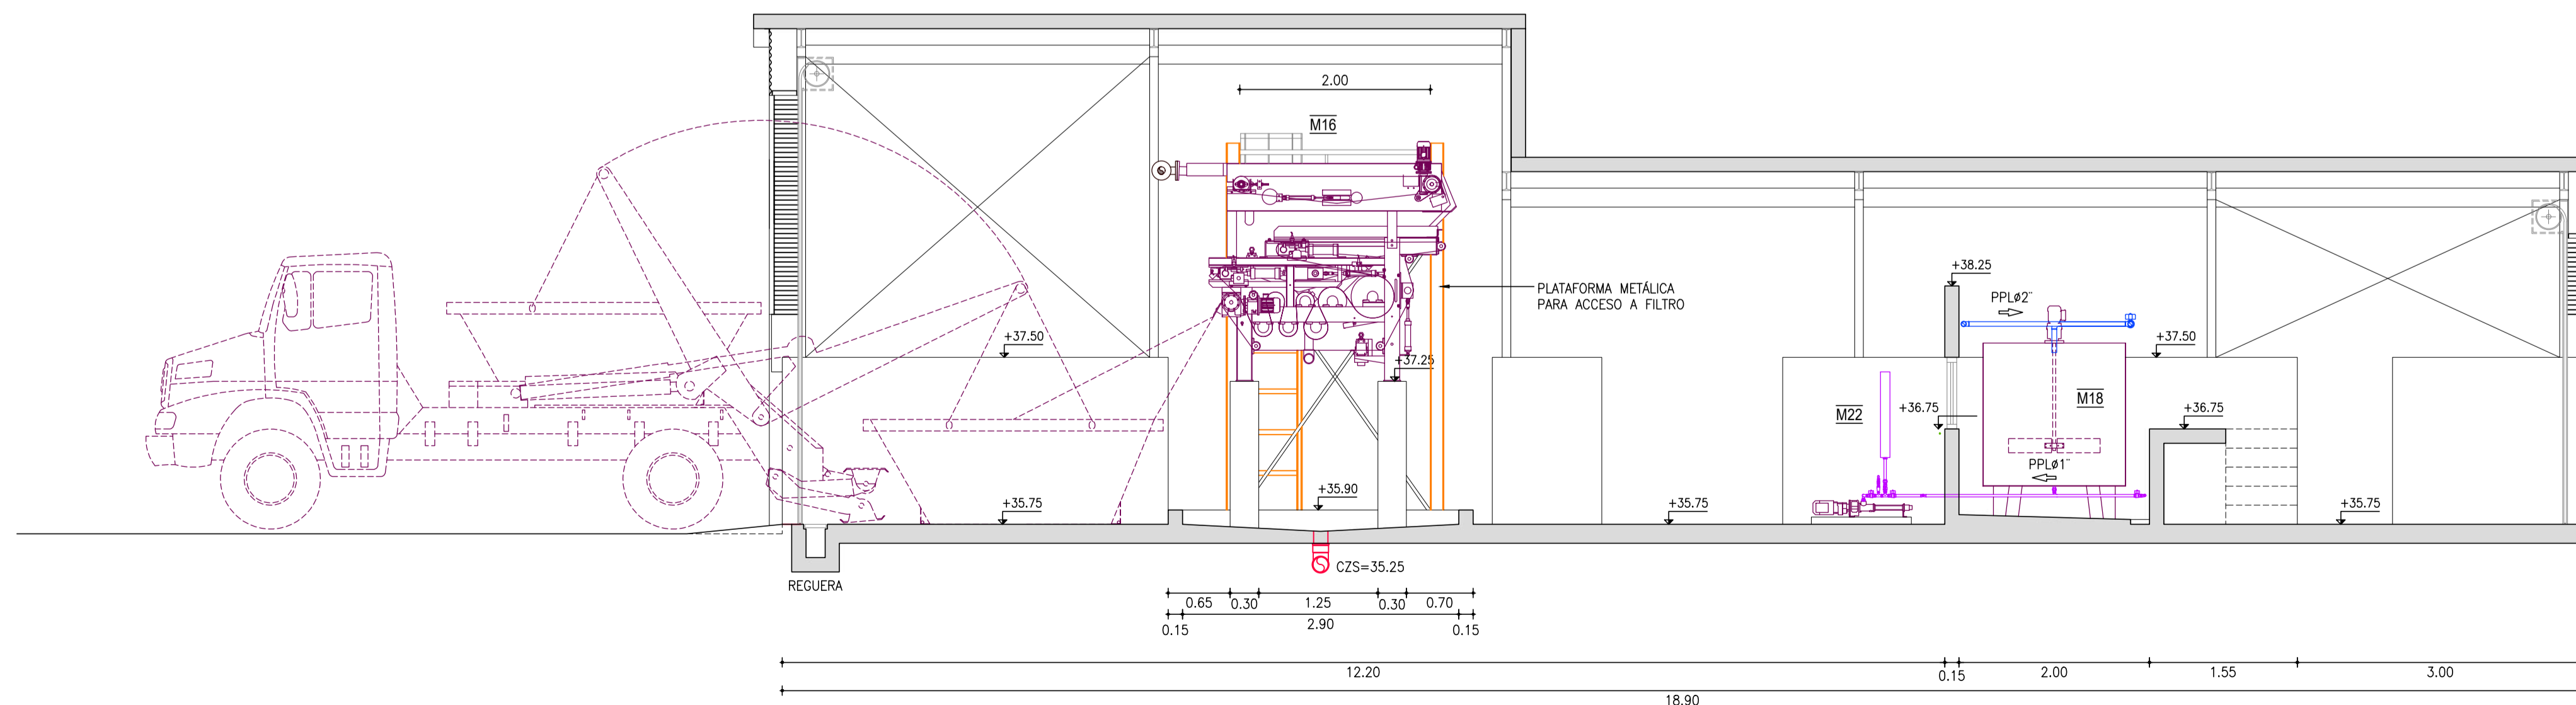 2.00
M16
+38.25
PPLø2"
PLATAFORMA METÁLICA
PARA ACCESO A FILTRO
+37.50
+37.50
+37.25
M18
M22
+36.75
+36.75
PPLø1"
+35.90
+35.75
+35.75
+35.75
CZS=35.25
REGUERA
0.65 0.30 1.25 0.30 0.70
0.15 2.90 0.15
12.20 0.15 2.00 1.55 3.00
18.90